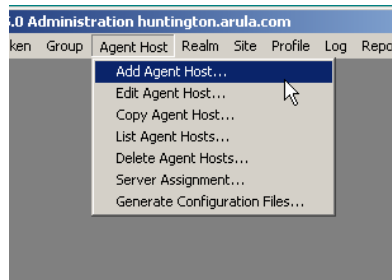 5.0 Administration huntington.arula.com
ken Group Agent Host Realm Site Profile Log Repo
Add Agent Host...
Edit Agent Host...
Copy Agent Host...
List Agent Hosts...
Delete Agent Hosts...
Server Assignment...
Generate Configuration Files...